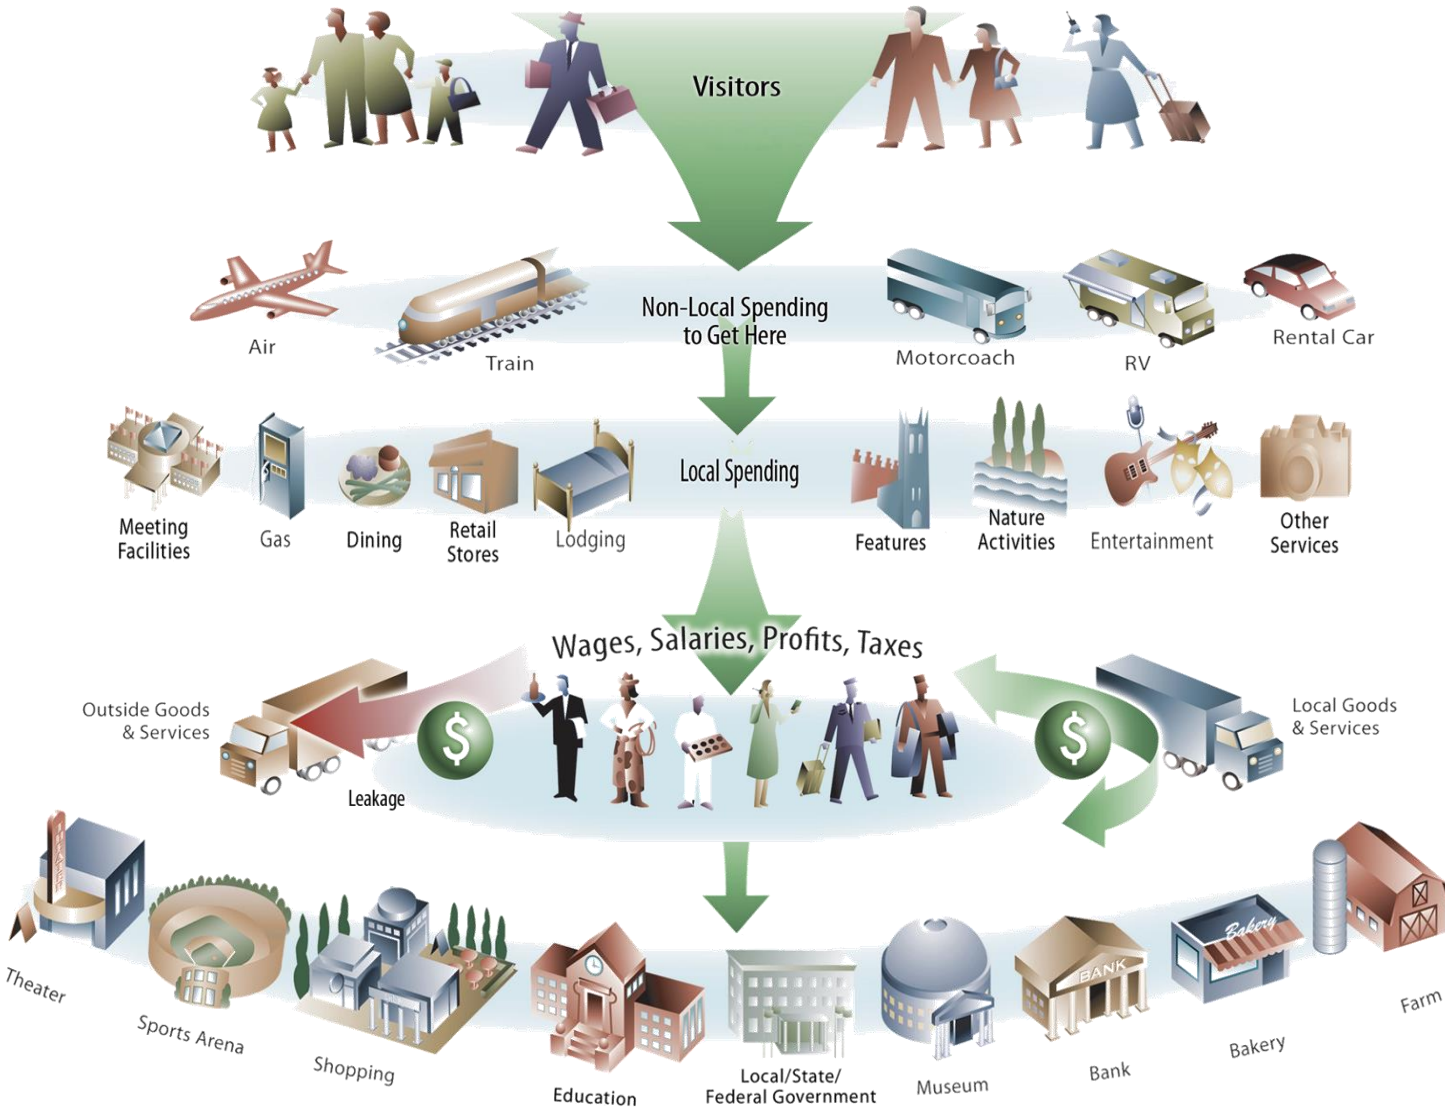 Visitors
Non-Local Spending
to Get Here
Air
Train
Motorcoach
RV
Rental Car
Local Spending
Meeting
Facilities
Gas
Dining
Retail
Stores
Lodging
Features
Nature
Activities
Entertainment
Other
Services
Wages, Salaries, Profits, Taxes
Outside Goods
& Services
$
$
Local Goods
& Services
Leakage
Bakery
BANK
Theater
Sports Arena
Shopping
Education
Local/State/
Federal Government
Museum
Bank
Bakery
Farm